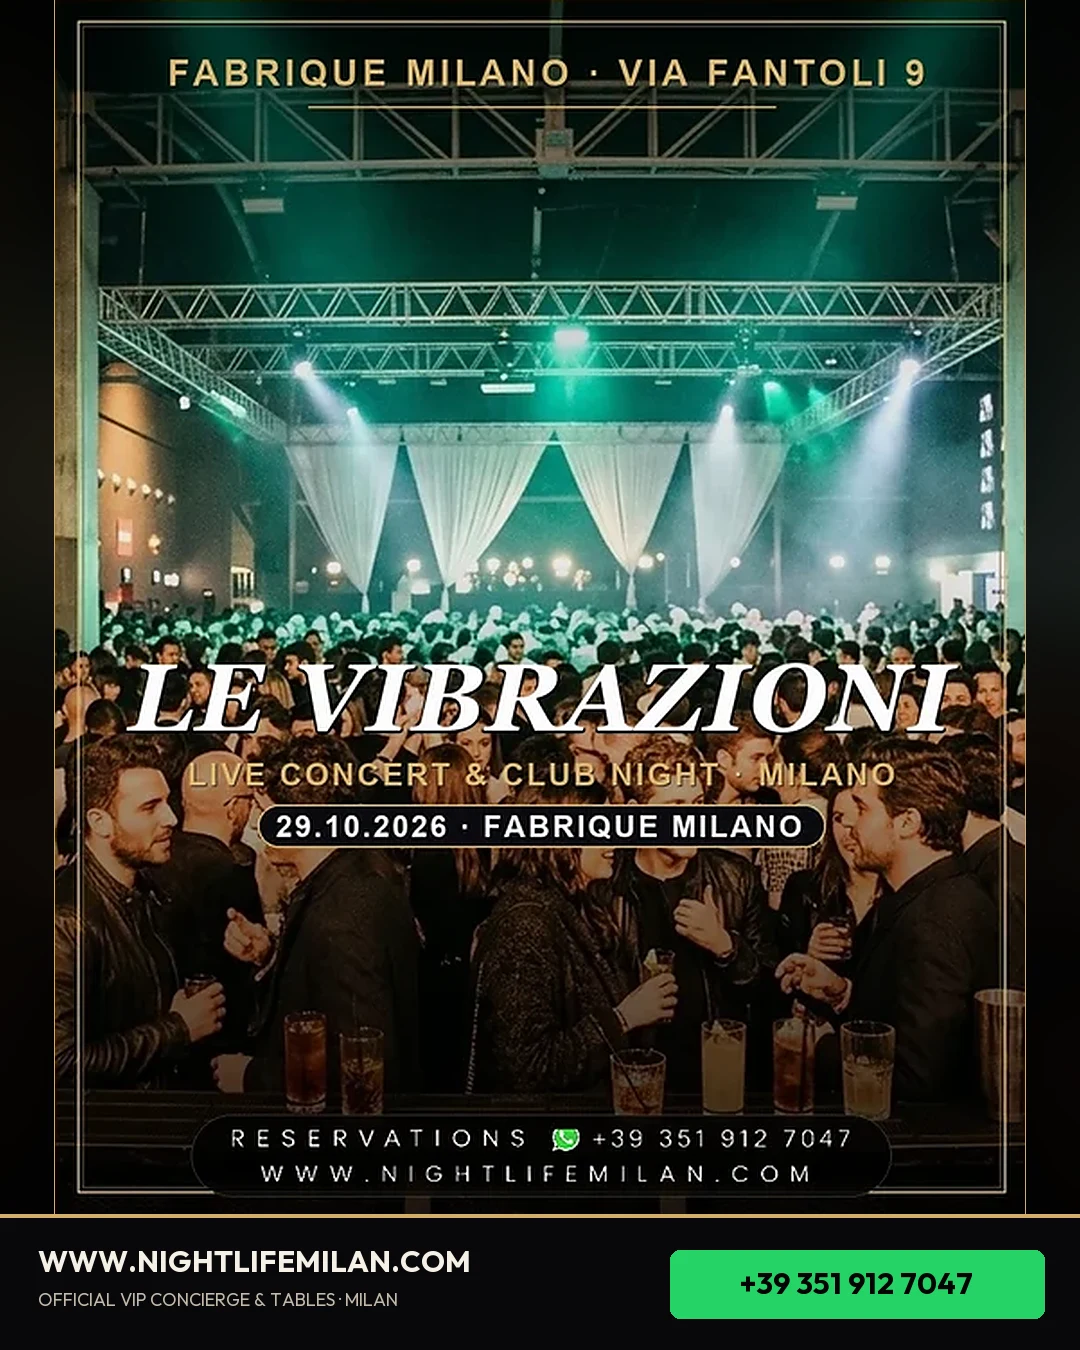 FABRIQUE MILANO · VIA FANTOLI 9
LE VIBRAZIONI
LIVE CONCERT & CLUB NIGHT · MILANO
29.10.2026 · FABRIQUE MILANO
RESERVATIONS +39 351 912 7047
WWW.NIGHTLIFEMILAN.COM
WWW.NIGHTLIFEMILAN.COM
OFFICIAL VIP CONCIERGE & TABLES · MILAN
+39 351 912 7047